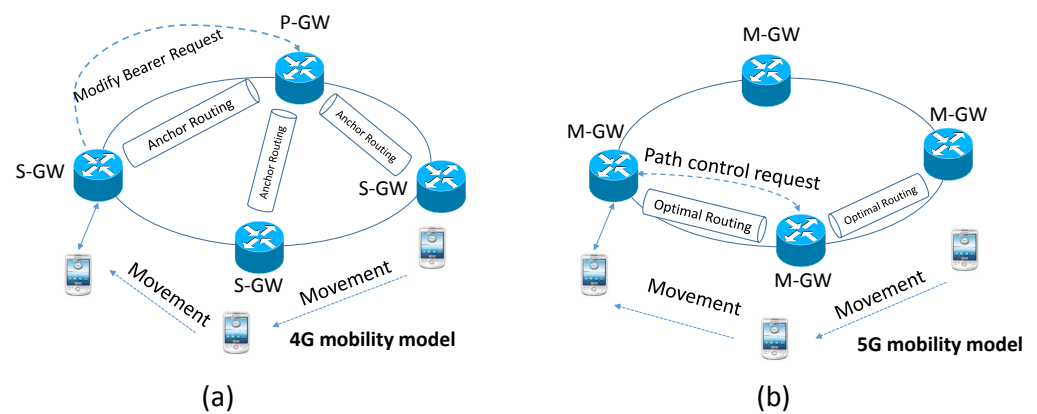 P-GW
Modify Bearer Request
Anchor Routing
Anchor Routing
Anchor Routing
S-GW
S-GW
S-GW
Movement
Movement
4G mobility model
(a)
M-GW
M-GW
M-GW
Path control request
Optimal Routing
Optimal Routing
M-GW
Movement
Movement
5G mobility model
(b)